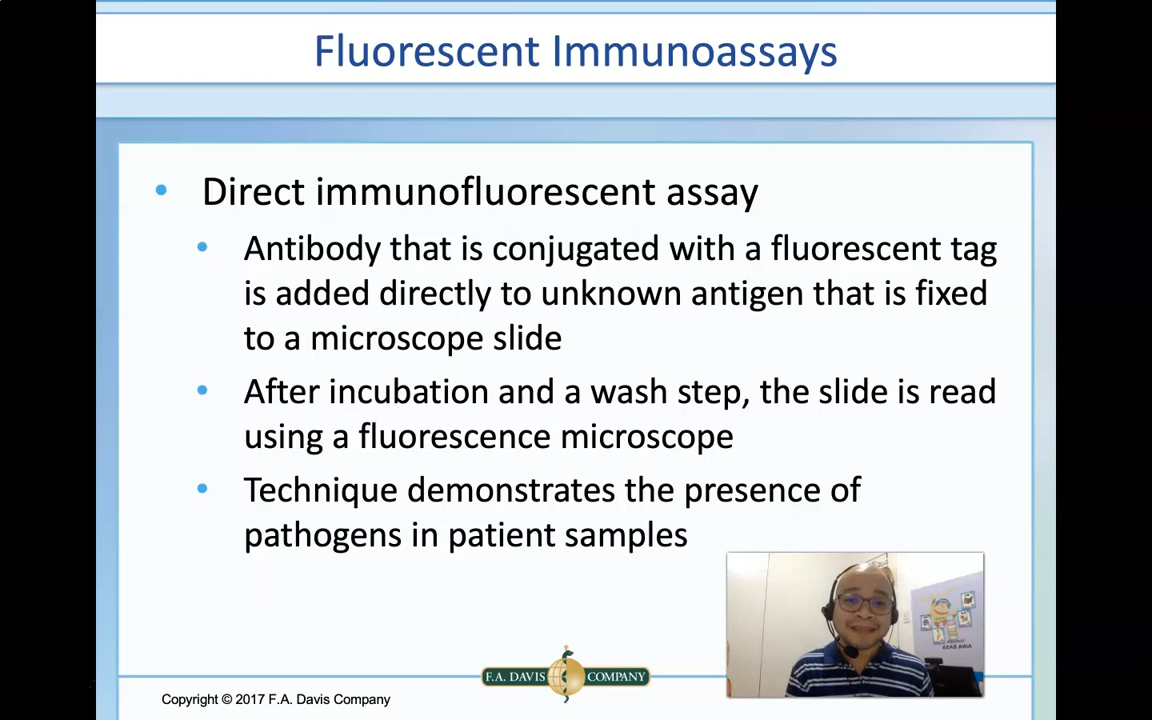 Fluorescent Immunoassays
• Direct immunofluorescent assay
• Antibody that is conjugated with a fluorescent tag
is added directly to unknown antigen that is fixed
to a microscope slide
• After incubation and a wash step, the slide is read
using a fluorescence microscope
• Technique demonstrates the presence of
pathogens in patient samples
F.A. DAVIS COMPANY
Copyright © 2017 F.A. Davis Company